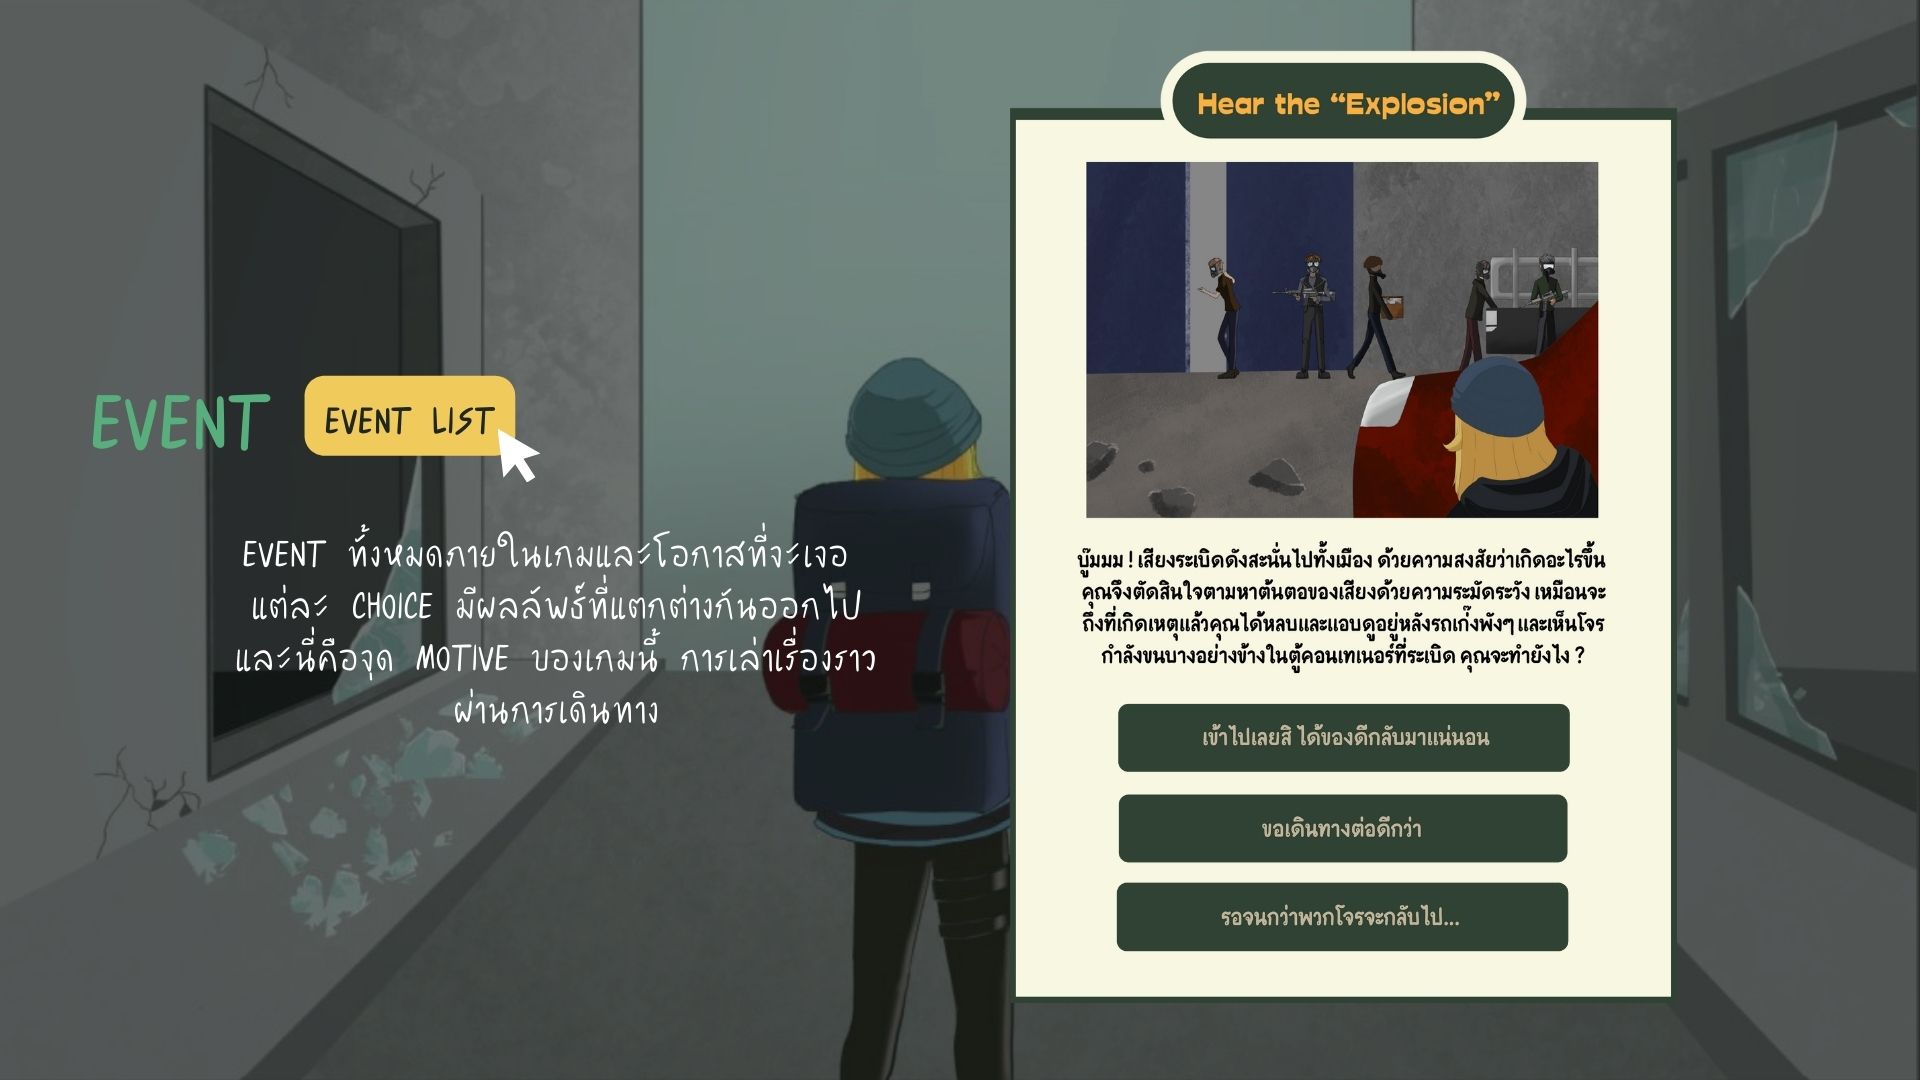 EVENT
EVENT LIST
EVENT ทั้งหมดภายในเกมและโอกาสที่จะเจอ
แต่ละ CHOICE มีผลลัพธ์ที่แตกต่างกันออกไป
และนี่คือจุด MOTIVE ของเกมนี้ การเล่าเรื่องราว
ผ่านการเดินทาง
Hear the “Explosion”
บู๊มมม ! เสียงระเบิดดังสะนั่นไปทั้งเมือง ด้วยความสงสัยว่าเกิดอะไรขึ้น
คุณจึงตัดสินใจตามหาต้นตอของเสียงด้วยความระมัดระวัง เหมือนจะ
ถึงที่เกิดเหตุแล้วคุณได้หลบและแอบดูอยู่หลังรถเก๋งพังๆ และเห็นโจร
กำลังขนบางอย่างข้างในตู้คอนเทเนอร์ที่ระเบิด คุณจะทำยังไง ?
เข้าไปเลยสิ ได้ของดีกลับมาแน่นอน
ขอเดินทางต่อดีกว่า
รอจนกว่าพวกโจรจะกลับไป...